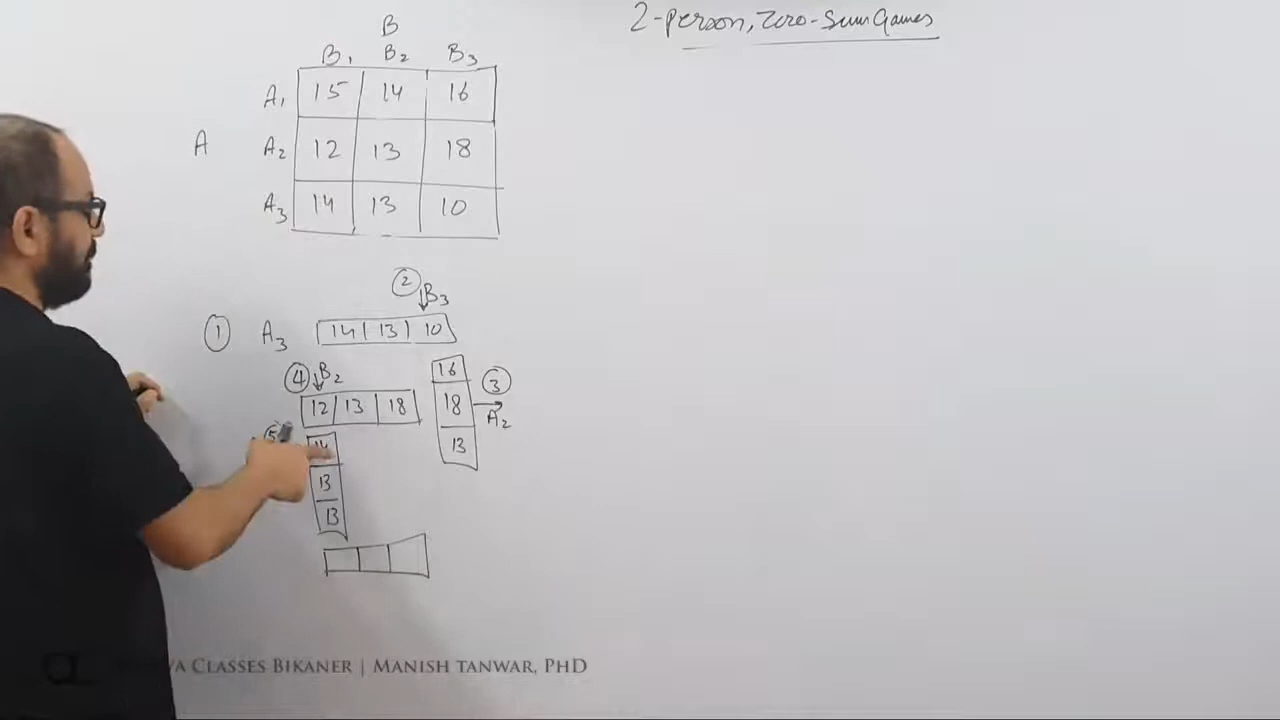 2-person, Zero-Sum Games
B
B1 B2 B3
A1 15 14 16
A A2 12 13 18
A3 14 13 10
② B3
① A3 14 13 10
④ B2 16 ③
12 13 18 18 A2
13
13
13
CLASSES BIKANER | MANISH TANWAR, PHD